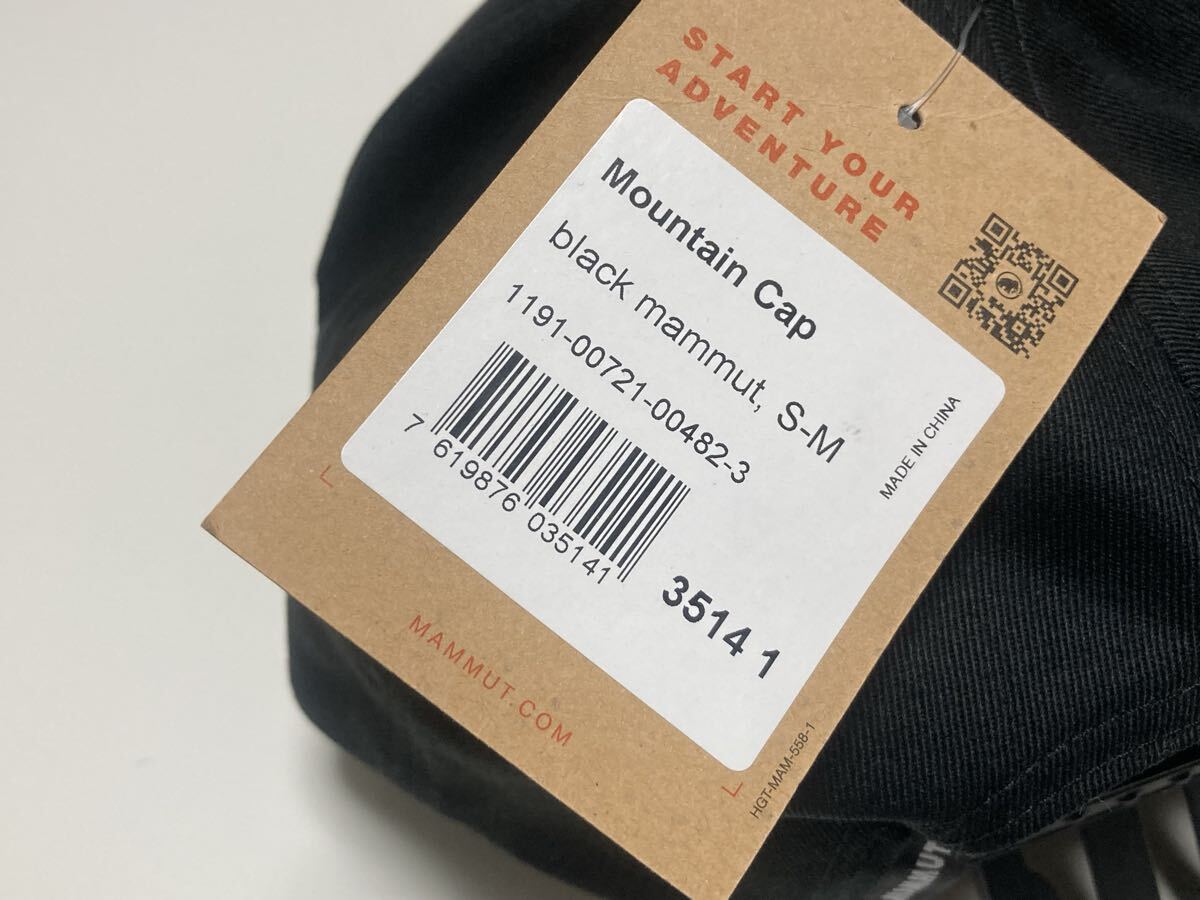 START YOUR
ADVENTURE
Mountain Cap
black mammut, S-M
1191-00721-00482-3
7 619876 035141
3514 1
MADE IN CHINA
MAMMUT.COM
HGT-MAM-558-1